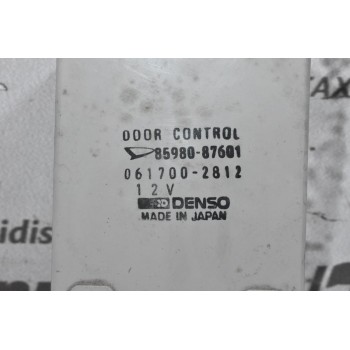 DOOR CONTROL
85980-87601
061700-2812
12V
DENSO
MADE IN JAPAN